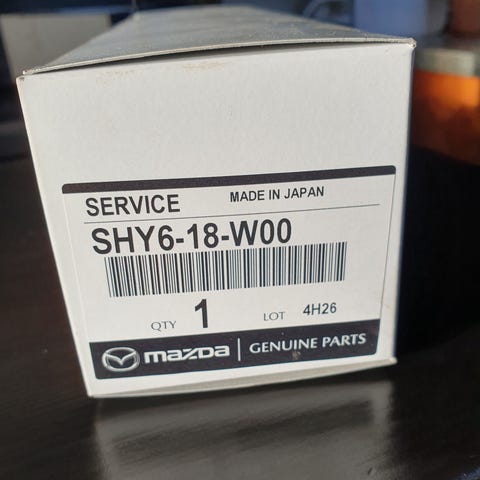 SERVICE MADE IN JAPAN
SHY6-18-W00
QTY 1 LOT 4H26
mazda GENUINE PARTS